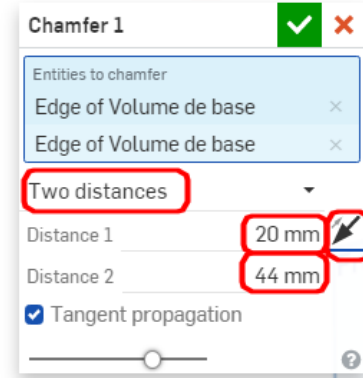 Chamfer 1
Entities to chamfer
Edge of Volume de base
Edge of Volume de base
Two distances
Distance 1 20 mm
Distance 2 44 mm
Tangent propagation